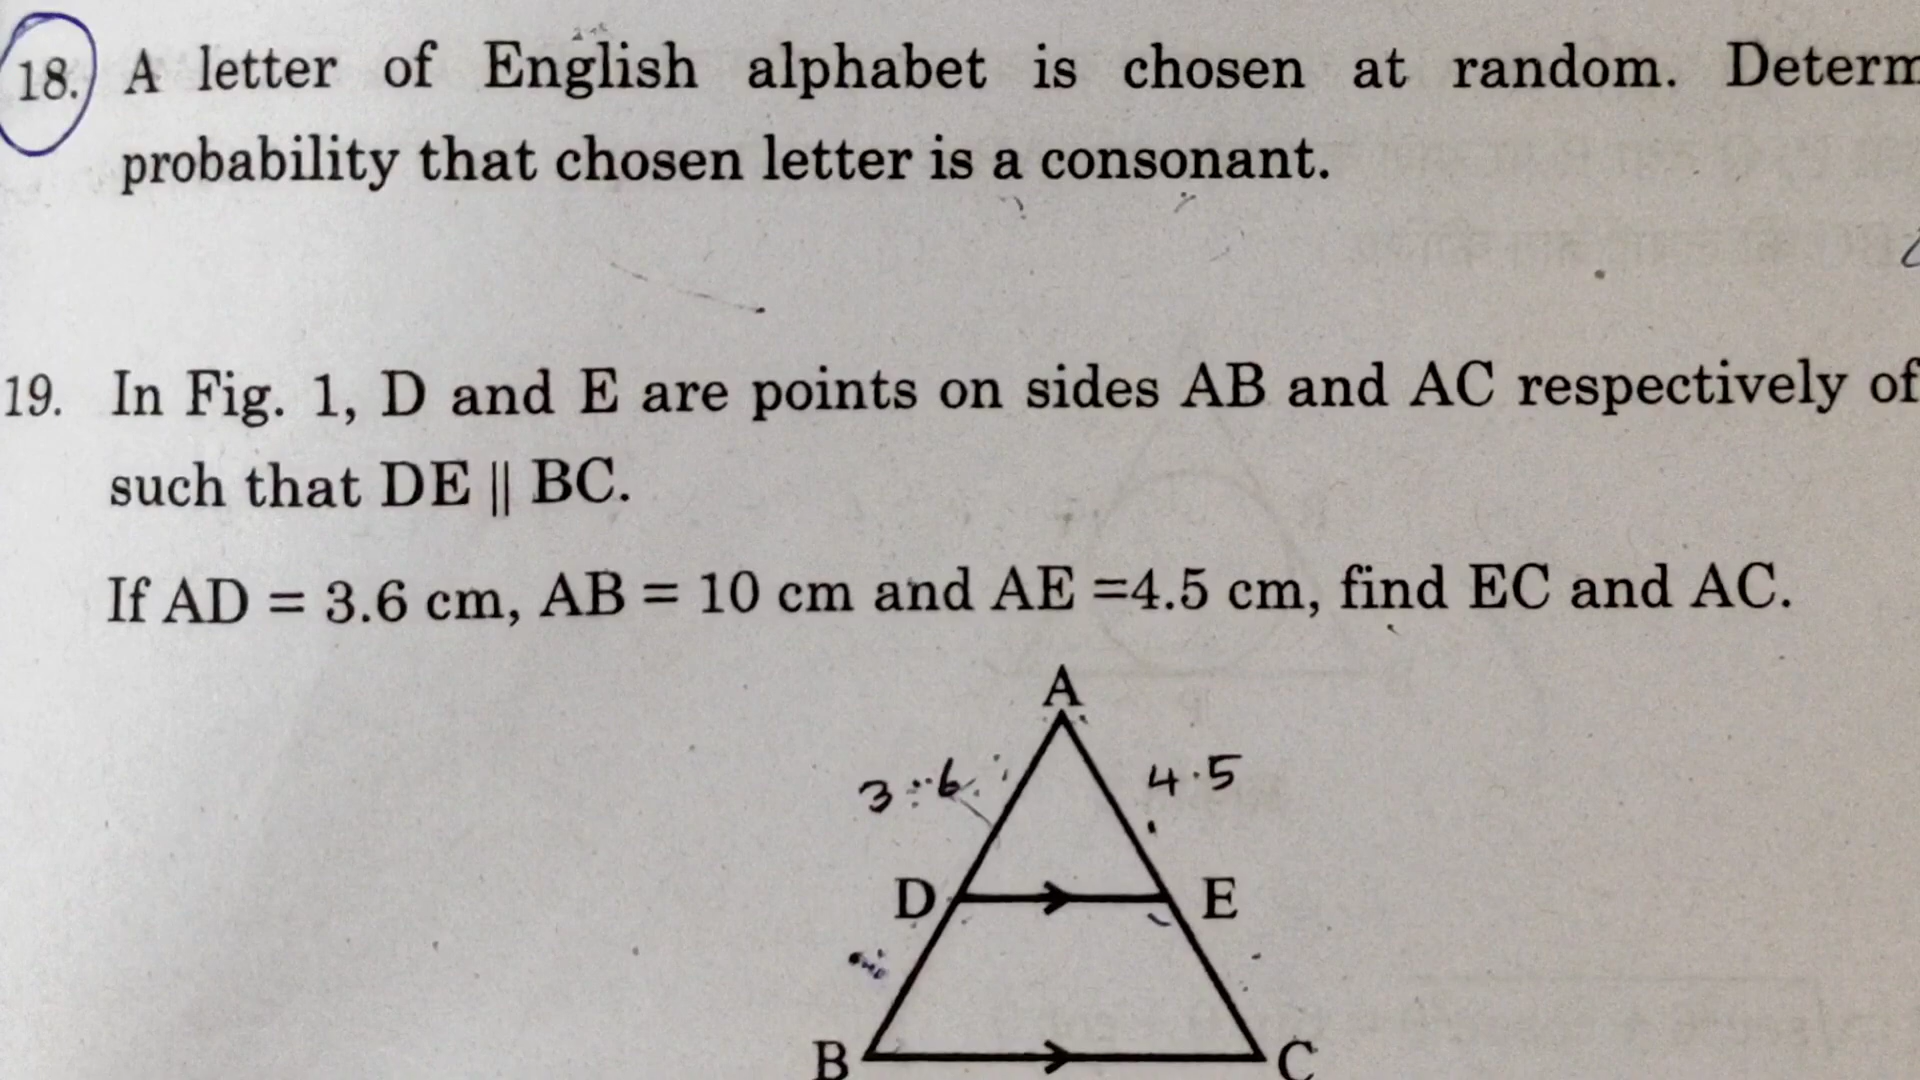 18. A letter of English alphabet is chosen at random. Determ
probability that chosen letter is a consonant.
19. In Fig. 1, D and E are points on sides AB and AC respectively of
such that DE || BC.
If AD = 3.6 cm, AB = 10 cm and AE =4.5 cm, find EC and AC.
A
3.6 4.5
D E
B C